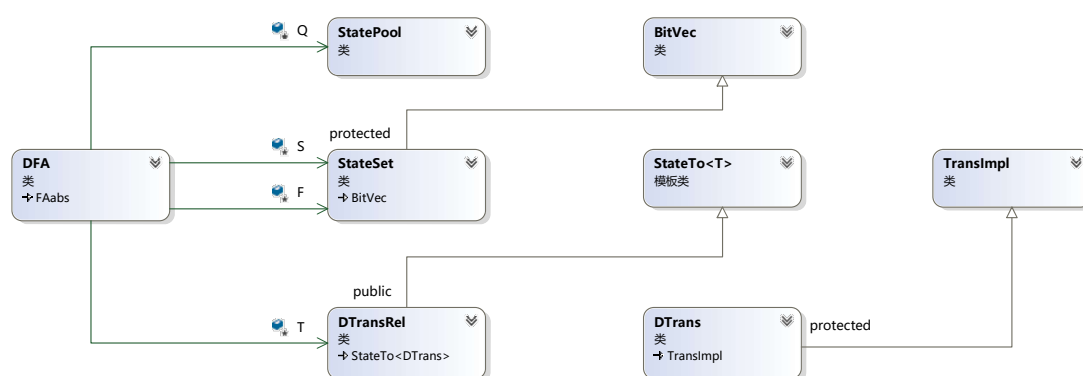 Q
StatePool
类
BitVec
类
protected
DFA
类
FAabs
S
F
StateSet
类
BitVec
StateTo<T>
模板类
TransImpl
类
public
T
DTransRel
类
StateTo<DTrans>
DTrans
类
TransImpl
protected